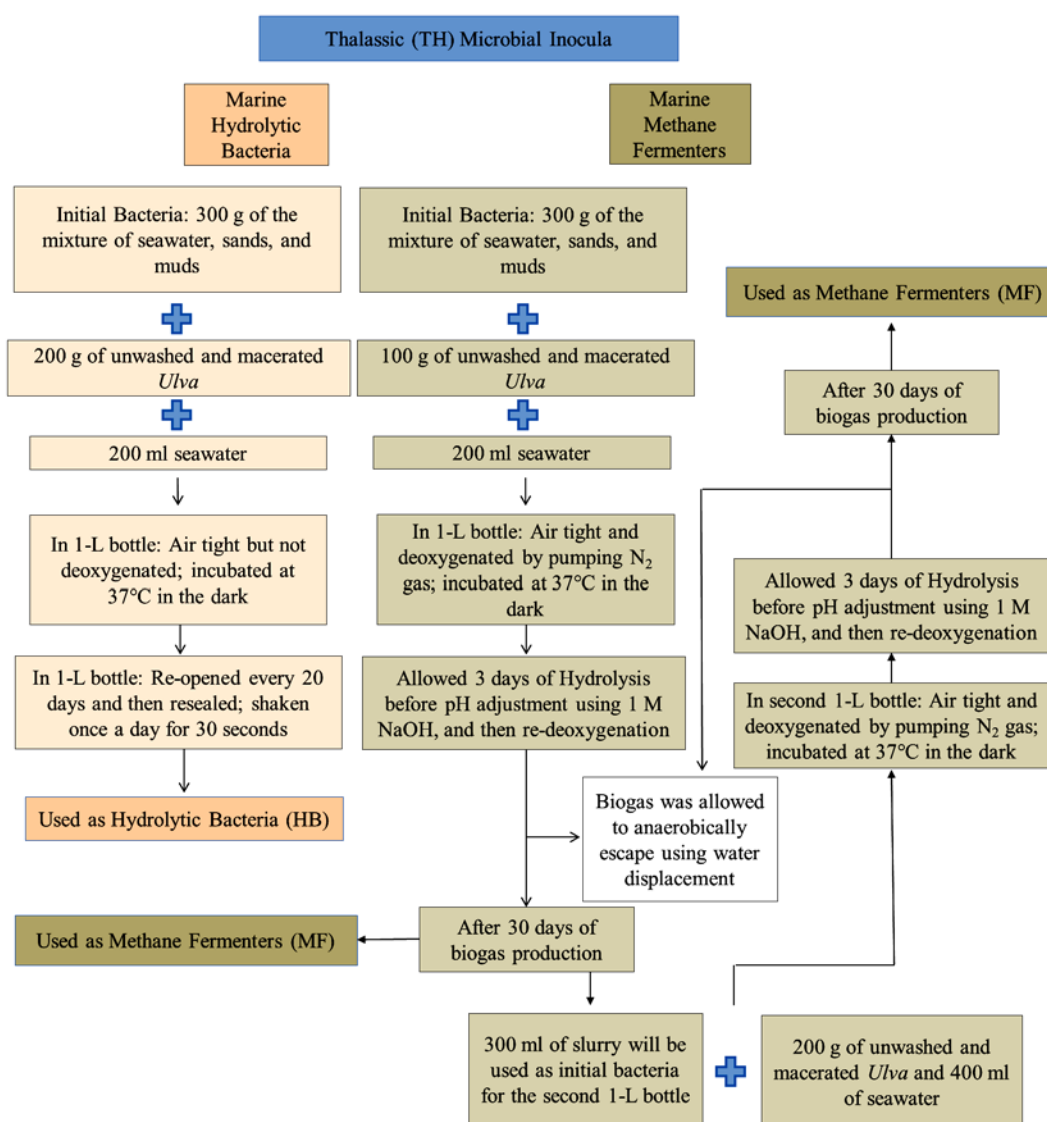 Thalassic (TH) Microbial Inocula
Marine
Hydrolytic
Bacteria
Marine
Methane
Fermenters
Initial Bacteria: 300 g of the
mixture of seawater, sands, and
muds
200 g of unwashed and macerated
Ulva
200 ml seawater
In 1-L bottle: Air tight but not
deoxygenated; incubated at
37°C in the dark
In 1-L bottle: Re-opened every 20
days and then resealed; shaken
once a day for 30 seconds
Used as Hydrolytic Bacteria (HB)
Initial Bacteria: 300 g of the
mixture of seawater, sands, and
muds
100 g of unwashed and macerated
Ulva
200 ml seawater
In 1-L bottle: Air tight and
deoxygenated by pumping N₂
gas; incubated at 37°C in the
dark
Allowed 3 days of Hydrolysis
before pH adjustment using 1 M
NaOH, and then re-deoxygenation
Biogas was allowed
to anaerobically
escape using water
displacement
After 30 days of
biogas production
Used as Methane Fermenters (MF)
300 ml of slurry will be
used as initial bacteria
for the second 1-L bottle
200 g of unwashed and
macerated Ulva and 400 ml
of seawater
In second 1-L bottle: Air tight and
deoxygenated by pumping N₂ gas;
incubated at 37°C in the dark
Allowed 3 days of Hydrolysis
before pH adjustment using 1 M
NaOH, and then re-deoxygenation
After 30 days of
biogas production
Used as Methane Fermenters (MF)